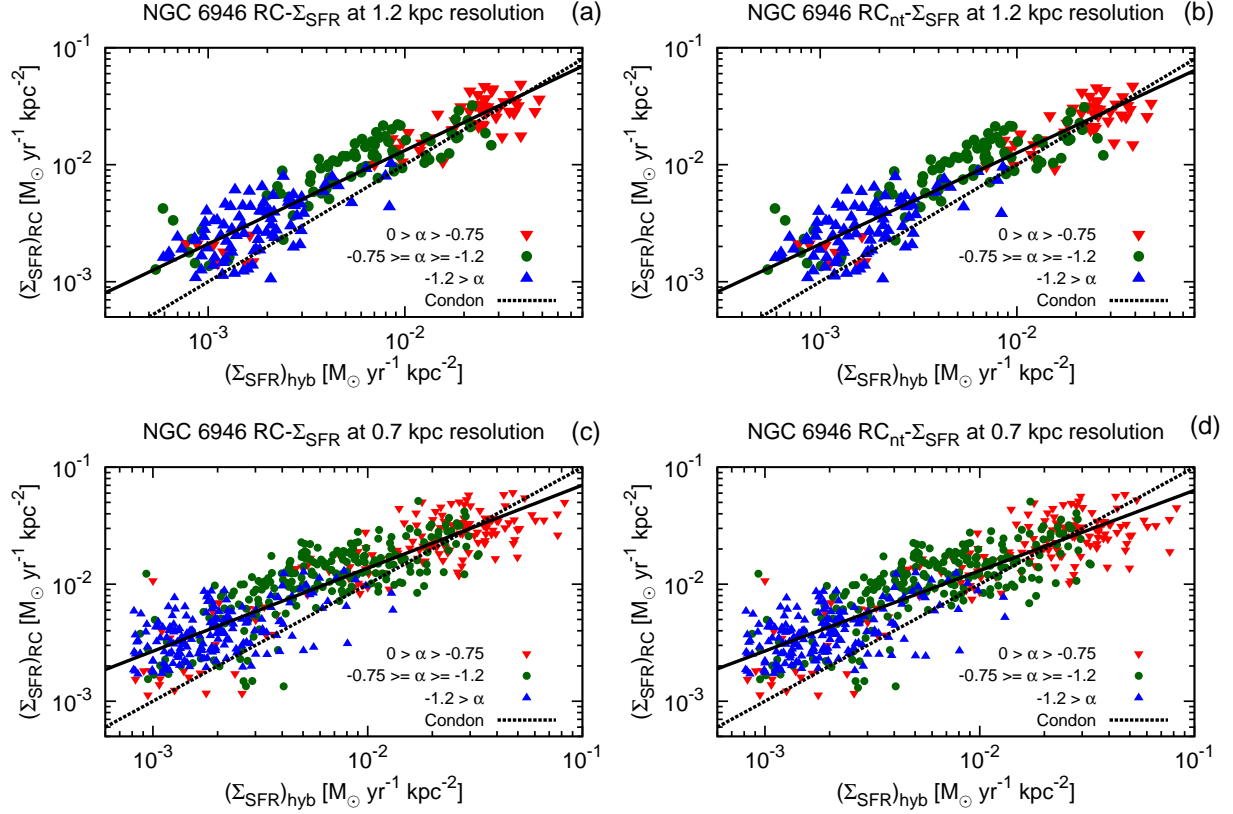 NGC 6946 RC-Σ_SFR at 1.2 kpc resolution (a)
10^-1
10^-2
10^-3
(Σ_SFR)_RC [M_⊙ yr^-1 kpc^-2]
0 > α > -0.75
-0.75 >= α >= -1.2
-1.2 > α
Condon
10^-3 10^-2
(Σ_SFR)_hyb [M_⊙ yr^-1 kpc^-2]
NGC 6946 RC_nt-Σ_SFR at 1.2 kpc resolution (b)
10^-1
10^-2
10^-3
(Σ_SFR)_RC [M_⊙ yr^-1 kpc^-2]
0 > α > -0.75
-0.75 >= α >= -1.2
-1.2 > α
Condon
10^-3 10^-2
(Σ_SFR)_hyb [M_⊙ yr^-1 kpc^-2]
NGC 6946 RC-Σ_SFR at 0.7 kpc resolution (c)
10^-1
10^-2
10^-3
(Σ_SFR)_RC [M_⊙ yr^-1 kpc^-2]
0 > α > -0.75
-0.75 >= α >= -1.2
-1.2 > α
Condon
10^-3 10^-2 10^-1
(Σ_SFR)_hyb [M_⊙ yr^-1 kpc^-2]
NGC 6946 RC_nt-Σ_SFR at 0.7 kpc resolution (d)
10^-1
10^-2
10^-3
(Σ_SFR)_RC [M_⊙ yr^-1 kpc^-2]
0 > α > -0.75
-0.75 >= α >= -1.2
-1.2 > α
Condon
10^-3 10^-2 10^-1
(Σ_SFR)_hyb [M_⊙ yr^-1 kpc^-2]